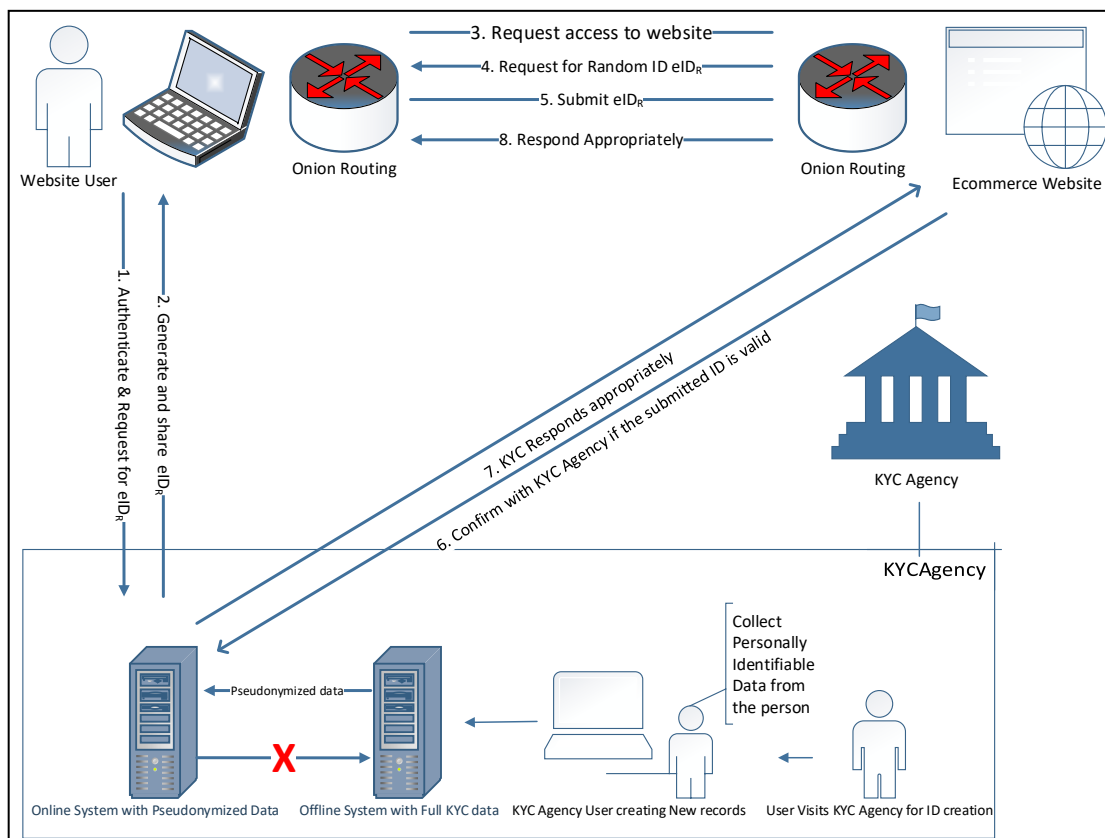 3. Request access to website
4. Request for Random ID eIDR
5. Submit eIDR
8. Respond Appropriately
Website User
Onion Routing
Onion Routing
Ecommerce Website
1. Authenticate & Request for eIDR
2. Generate and share eIDR
7. KYC Responds appropriately
6. Confirm with KYC Agency if the submitted ID is valid
KYC Agency
KYCAgency
Collect
Personally
Identifiable
Data from
the person
Pseudonymized data
X
Online System with Pseudonymized Data
Offline System with Full KYC data
KYC Agency User creating New records
User Visits KYC Agency for ID creation